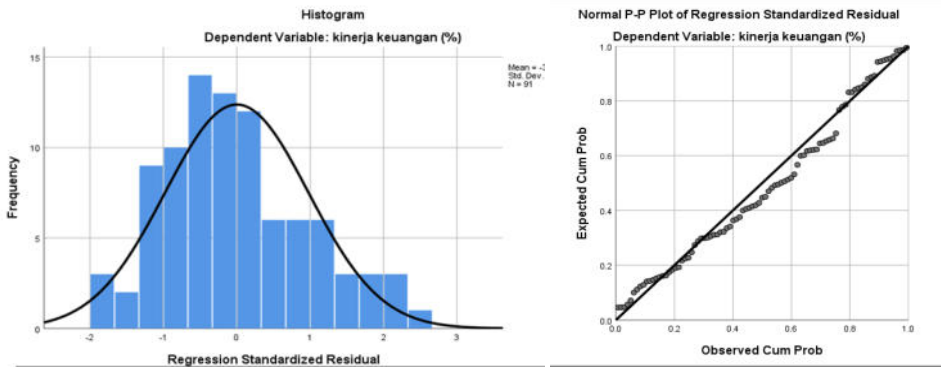 Histogram
Dependent Variable: kinerja keuangan (%)
Mean = -3
Std. Dev.
N = 91
Frequency
15
10
5
0
-2
-1
0
1
2
3
Regression Standardized Residual
Normal P-P Plot of Regression Standardized Residual
Dependent Variable: kinerja keuangan (%)
Expected Cum Prob
1.0
0.8
0.6
0.4
0.2
0.0
0.0
0.2
0.4
0.6
0.8
1.0
Observed Cum Prob